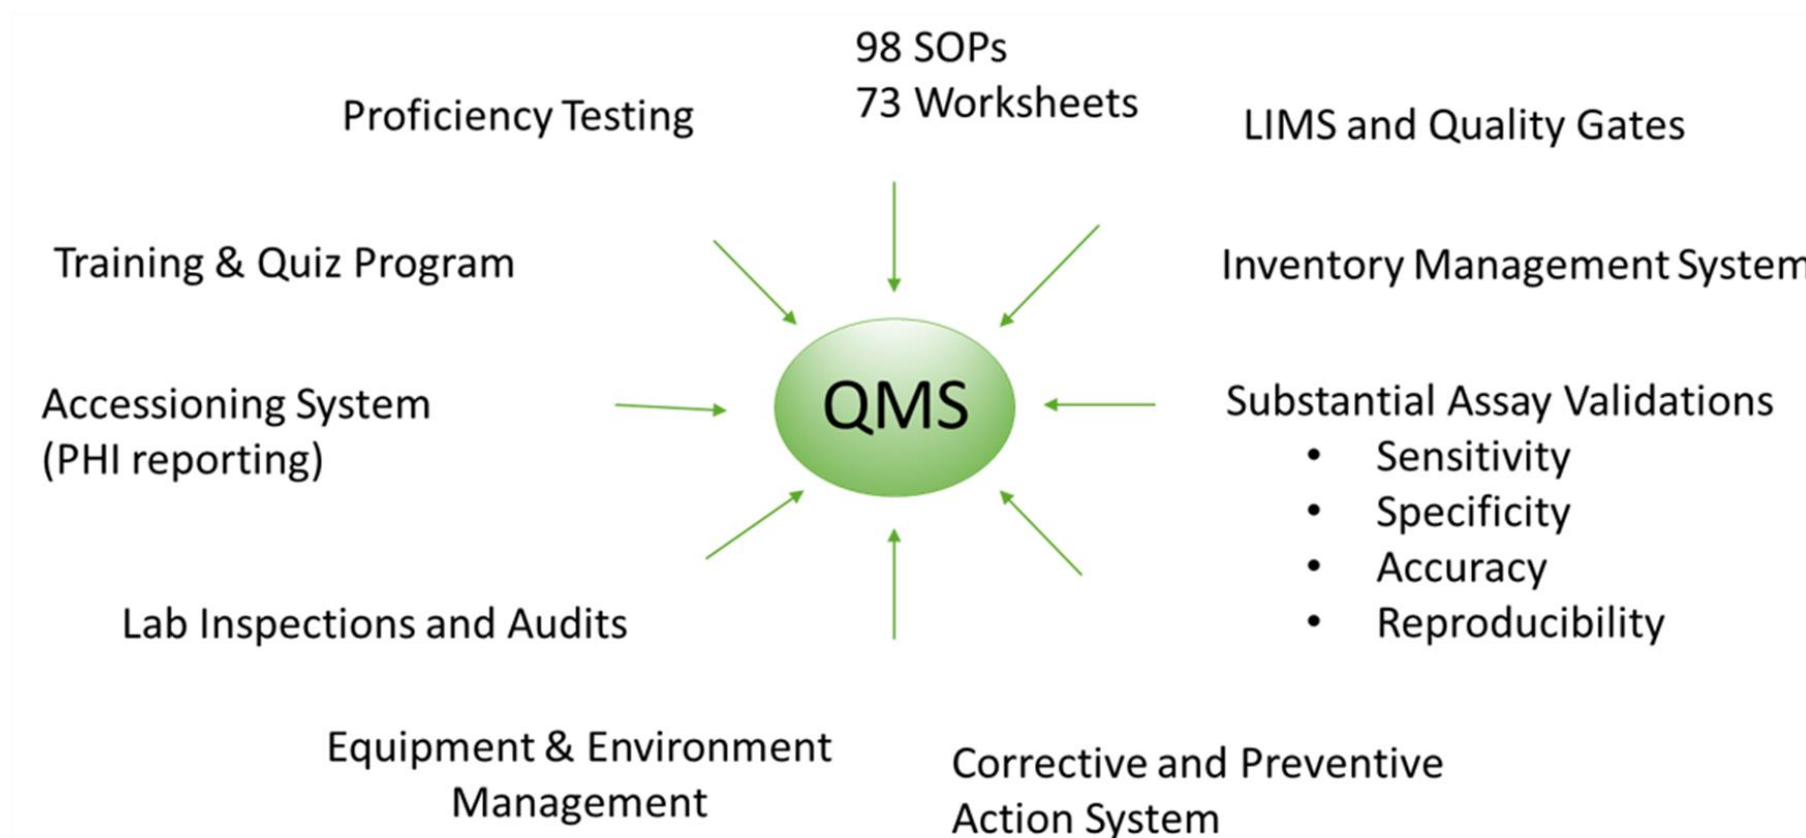 98 SOPs
73 Worksheets
Proficiency Testing
LIMS and Quality Gates
Training & Quiz Program
Inventory Management System
QMS
Accessioning System
(PHI reporting)
Substantial Assay Validations
• Sensitivity
• Specificity
• Accuracy
• Reproducibility
Lab Inspections and Audits
Equipment & Environment
Management
Corrective and Preventive
Action System